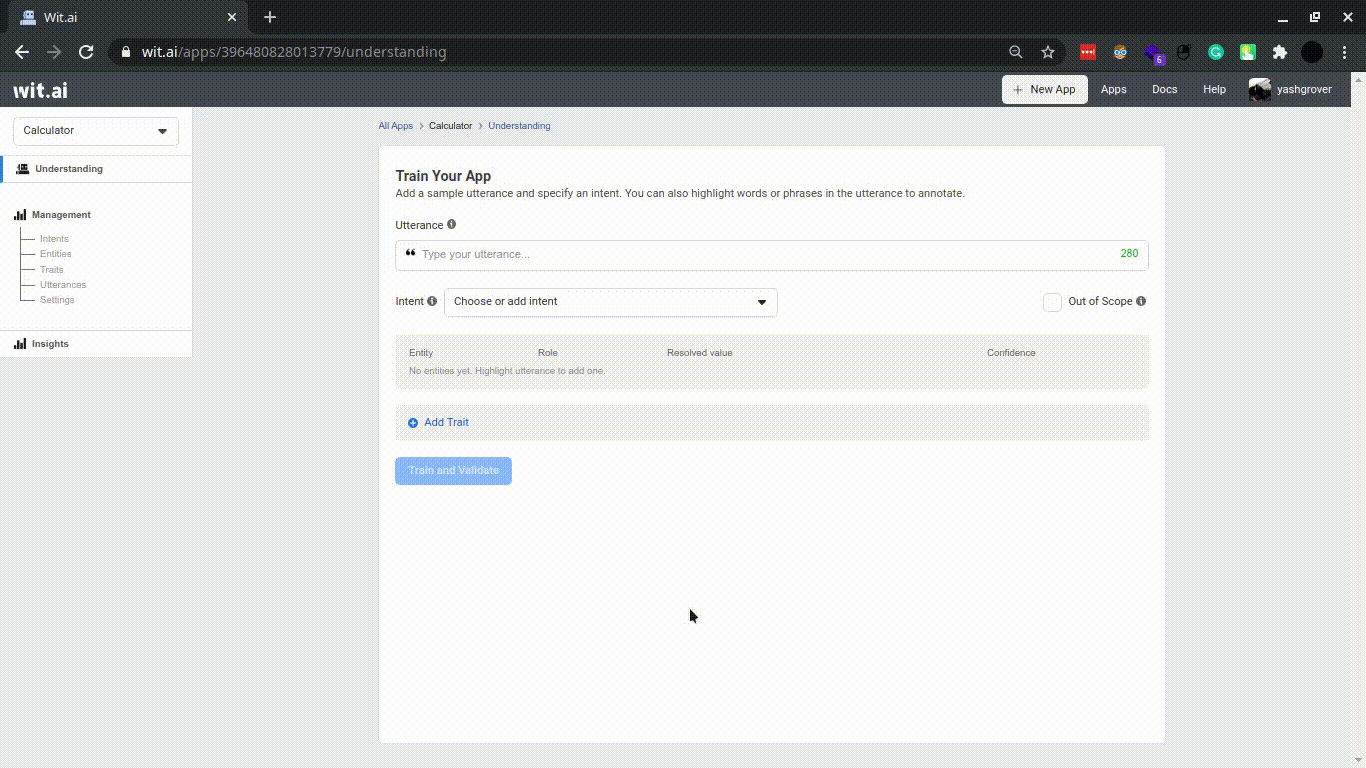 Wit.ai
wit.ai/apps/396480828013779/understanding
6
wit.ai
New App
Apps
Docs
Help
yashgrover
Calculator
Understanding
Management
Intents
Entities
Traits
Utterances
Settings
Insights
All Apps > Calculator > Understanding
Train Your App
Add a sample utterance and specify an intent. You can also highlight words or phrases in the utterance to annotate.
Utterance
Type your utterance...
280
Intent
Choose or add intent
Out of Scope
Entity Role Resolved value Confidence
No entities yet. Highlight utterance to add one.
Add Trait
Train and Validate